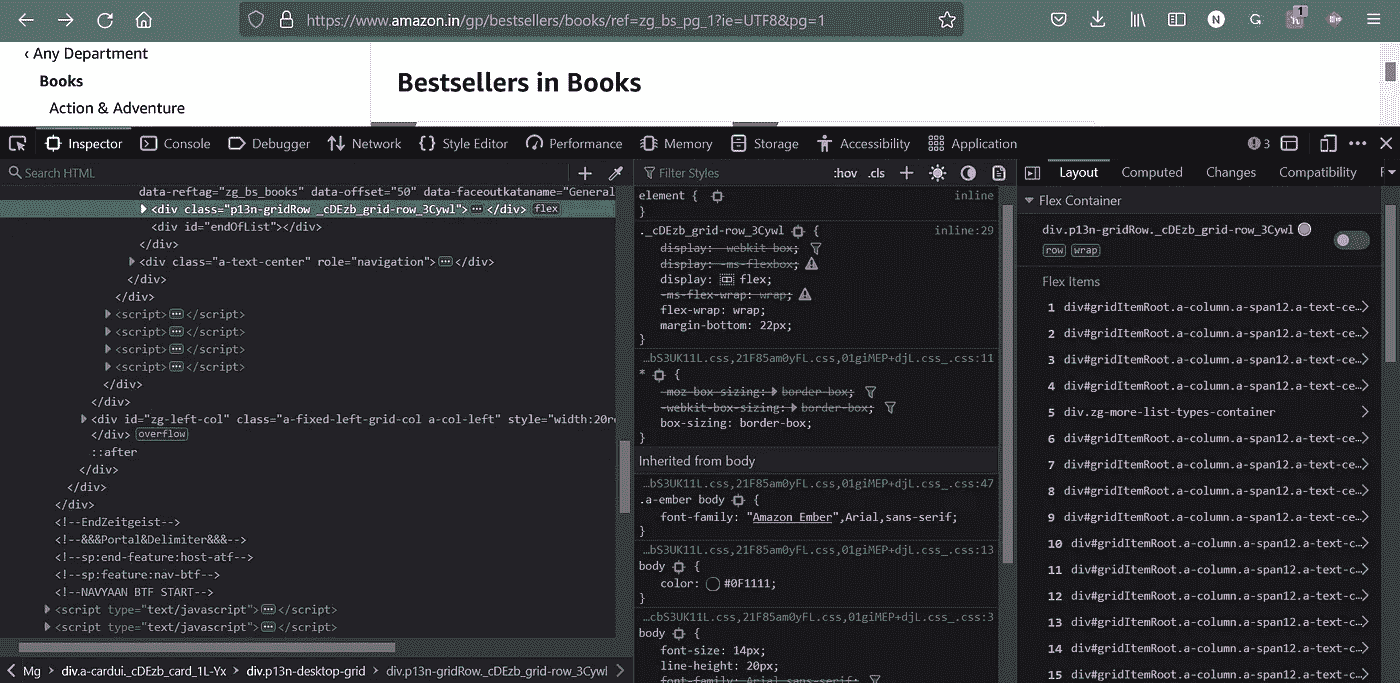 https://www.amazon.in/gp/bestsellers/books/ref=zg_bs_pg_1?ie=UTF8&pg=1
N
G
1
‹ Any Department
Books
Action & Adventure
Bestsellers in Books
Inspector
Console
Debugger
Network
Style Editor
Performance
Memory
Storage
Accessibility
Application
3
Search HTML
data-reftag="zg_bs_books" data-offset="50" data-faceoutkataname="General
<div class="p13n-gridRow _cDEzb_grid-row_3Cywl"> </div> flex
<div id="endOfList"></div>
</div>
<div class="a-text-center" role="navigation"> </div>
</div>
</div>
<script> </script>
<script> </script>
<script> </script>
<script> </script>
</div>
</div>
<div id="zg-left-col" class="a-fixed-left-grid-col a-col-left" style="width:20re
</div> overflow
::after
</div>
</div>
</div>
<!--EndZeitgeist-->
<!--&&&Portal&Delimiter&&&-->
<!--sp:end-feature:host-atf-->
<!--sp:feature:nav-btf-->
<!--NAVYAAN BTF START-->
<script type="text/javascript"> </script>
<script type="text/javascript"> </script>
Mg > div.a-cardui._cDEzb_card_1L-Yx > div.p13n-desktop-grid > div.p13n-gridRow._cDEzb_grid-row_3Cywl
Filter Styles
:hov .cls
element { inline
}
._cDEzb_grid-row_3Cywl { inline:29
display: -webkit-box;
display: -ms-flexbox;
display: flex;
-ms-flex-wrap: wrap;
flex-wrap: wrap;
margin-bottom: 22px;
}
…bS3UK11L.css,21F85am0yFL.css,01giMEP+djL.css_.css:11
* {
-moz-box-sizing: border-box;
-webkit-box-sizing: border-box;
box-sizing: border-box;
}
Inherited from body
…bS3UK11L.css,21F85am0yFL.css,01giMEP+djL.css_.css:47
.a-ember body {
font-family: "Amazon Ember",Arial,sans-serif;
}
…bS3UK11L.css,21F85am0yFL.css,01giMEP+djL.css_.css:13
body {
color: #0F1111;
}
…cbS3UK11L.css,21F85am0yFL.css,01giMEP+djL.css_.css:3
body {
font-size: 14px;
line-height: 20px;
font-family: Arial,sans-serif;
Layout
Computed
Changes
Compatibility
Flex Container
div.p13n-gridRow._cDEzb_grid-row_3Cywl
row wrap
Flex Items
1 div#gridItemRoot.a-column.a-span12.a-text-ce…
2 div#gridItemRoot.a-column.a-span12.a-text-ce…
3 div#gridItemRoot.a-column.a-span12.a-text-ce…
4 div#gridItemRoot.a-column.a-span12.a-text-ce…
5 div.zg-more-list-types-container
6 div#gridItemRoot.a-column.a-span12.a-text-ce…
7 div#gridItemRoot.a-column.a-span12.a-text-ce…
8 div#gridItemRoot.a-column.a-span12.a-text-ce…
9 div#gridItemRoot.a-column.a-span12.a-text-ce…
10 div#gridItemRoot.a-column.a-span12.a-text-c…
11 div#gridItemRoot.a-column.a-span12.a-text-c…
12 div#gridItemRoot.a-column.a-span12.a-text-c…
13 div#gridItemRoot.a-column.a-span12.a-text-c…
14 div#gridItemRoot.a-column.a-span12.a-text-c…
15 div#gridItemRoot.a-column.a-span12.a-text-c…